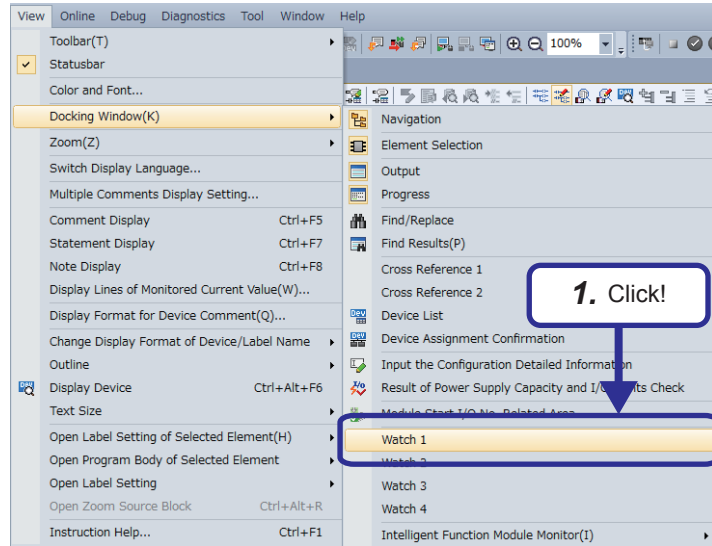 View Online Debug Diagnostics Tool Window Help
Toolbar(T)
100%
Statusbar
Color and Font...
Docking Window(K)
Zoom(Z)
Switch Display Language...
Multiple Comments Display Setting...
Comment Display Ctrl+F5
Statement Display Ctrl+F7
Note Display Ctrl+F8
Display Lines of Monitored Current Value(W)...
Display Format for Device Comment(Q)...
Change Display Format of Device/Label Name
Outline
Display Device Ctrl+Alt+F6
Text Size
Open Label Setting of Selected Element(H)
Open Program Body of Selected Element
Open Label Setting
Open Zoom Source Block Ctrl+Alt+R
Instruction Help... Ctrl+F1
Navigation
Element Selection
Output
Progress
Find/Replace
Find Results(P)
Cross Reference 1
Cross Reference 2
Device List
Device Assignment Confirmation
Input the Configuration Detailed Information
Result of Power Supply Capacity and I/O Points Check
Module Start I/O No. Related Area
Watch 1
Watch 2
Watch 3
Watch 4
Intelligent Function Module Monitor(I)
1. Click!